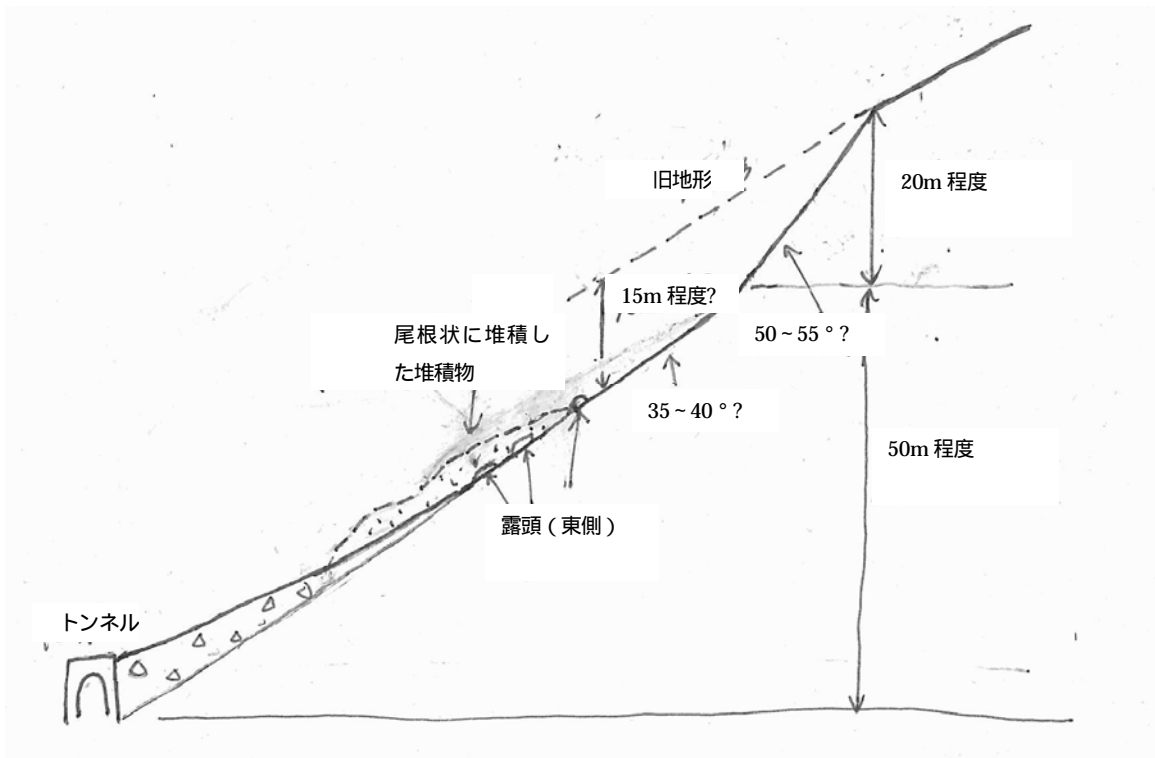 旧地形
20m 程度
15m 程度?
尾根状に堆積し
た堆積物
50~55°?
35~40°?
50m 程度
露頭(東側)
トンネル